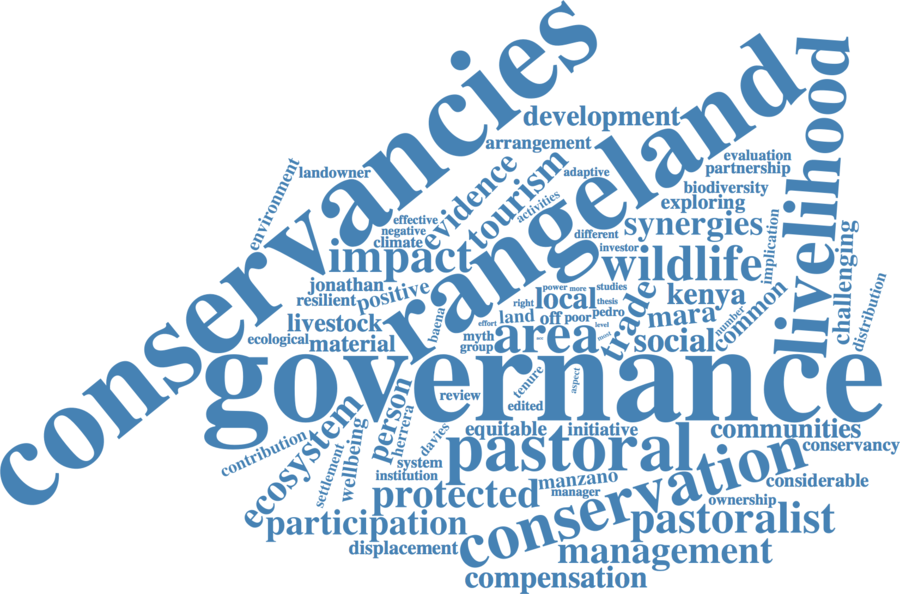 conservancies
rangeland
livelihood
development
arrangement
evaluation
partnership
landowner
environment
evidence
tourism
adaptive
activities
biodiversity
exploring
effective
negative
climate
different
synergies
implication
investor
impact
wildlife
challenging
jonathan
positive
resilient
power
more
studies
right
local
thesis
trade
kenya
common
distribution
livestock
baena
land
off
poor
pedro
mara
number
effort
level
ecological
material
myth
group
area
social
governance
tenure
aspect
review
edited
person
herrera
davies
equitable
initiative
communities
conservancy
contribution
ecosystem
settlement
wellbeing
system
institution
pastoral
conservation
considerable
protected
manzano
manager
ownership
participation
pastoralist
displacement
management
compensation